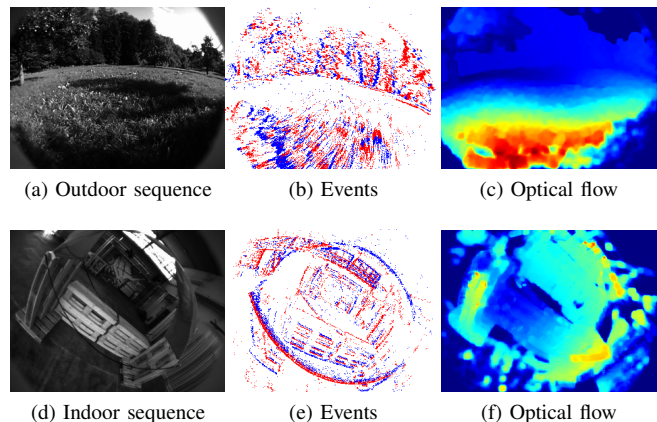 (a) Outdoor sequence
(b) Events
(c) Optical flow
(d) Indoor sequence
(e) Events
(f) Optical flow